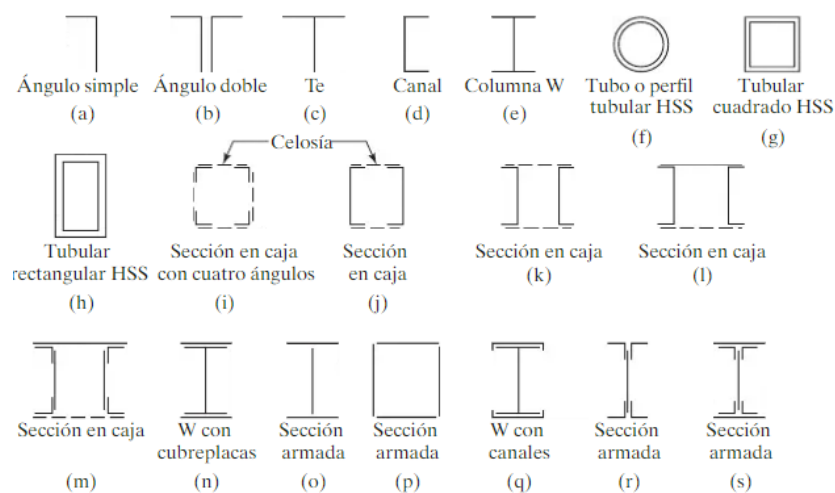 Ángulo simple
(a)
Ángulo doble
(b)
Te
(c)
Canal
(d)
Columna W
(e)
Tubo o perfil
tubular HSS
(f)
Tubular
cuadrado HSS
(g)
Celosía
Tubular
rectangular HSS
(h)
Sección en caja
con cuatro ángulos
(i)
Sección
en caja
(j)
Sección en caja
(k)
Sección en caja
(l)
Sección en caja
(m)
W con
cubreplacas
(n)
Sección
armada
(o)
Sección
armada
(p)
W con
canales
(q)
Sección
armada
(r)
Sección
armada
(s)